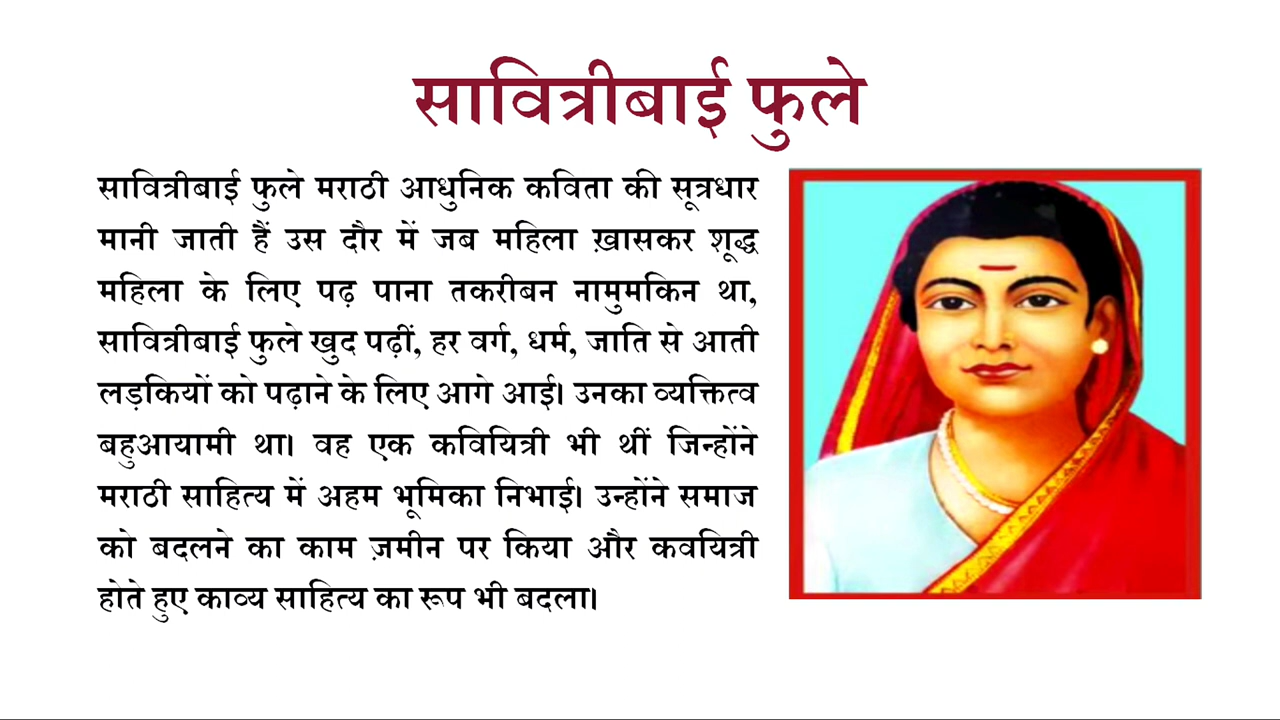 सावित्रीबाई फुले
सावित्रीबाई फुले मराठी आधुनिक कविता की सूत्रधार
मानी जाती हैं उस दौर में जब महिला ख़ासकर शूद्ध
महिला के लिए पढ़ पाना तकरीबन नामुमकिन था,
सावित्रीबाई फुले खुद पढ़ीं, हर वर्ग, धर्म, जाति से आती
लड़कियों को पढ़ाने के लिए आगे आई। उनका व्यक्तित्व
बहुआयामी था। वह एक कवियित्री भी थीं जिन्होंने
मराठी साहित्य में अहम भूमिका निभाई। उन्होंने समाज
को बदलने का काम ज़मीन पर किया और कवयित्री
होते हुए काव्य साहित्य का रूप भी बदला।